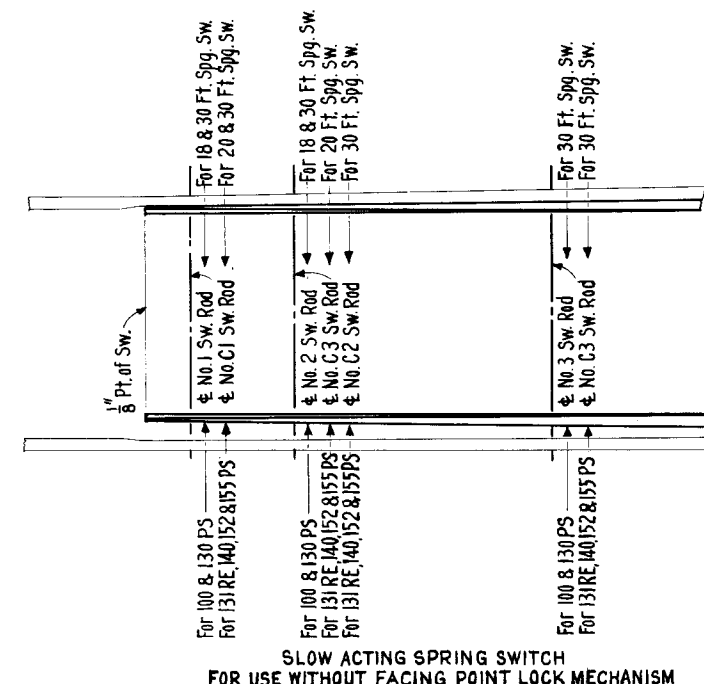 For 18 & 30 Ft. Spg. Sw.
For 20 & 30 Ft. Spg. Sw.
For 18 & 30 Ft. Spg. Sw.
For 20 Ft. Spg. Sw.
For 30 Ft. Spg. Sw.
For 30 Ft. Spg. Sw.
For 30 Ft. Spg. Sw.
1/8" Pt. of Sw.
℄ No. 1 Sw. Rod
℄ No. C1 Sw. Rod
℄ No. 2 Sw. Rod
℄ No. C3 Sw. Rod
℄ No. C2 Sw. Rod
℄ No. 3 Sw. Rod
℄ No. C3 Sw. Rod
For 100 & 130 PS
For 131 RE, 140, 152 & 155 PS
For 100 & 130 PS
For 131 RE, 140, 152 & 155 PS
For 131 RE, 140, 152 & 155 PS
For 100 & 130 PS
For 131 RE, 140, 152 & 155 PS
SLOW ACTING SPRING SWITCH
FOR USE WITHOUT FACING POINT LOCK MECHANISM